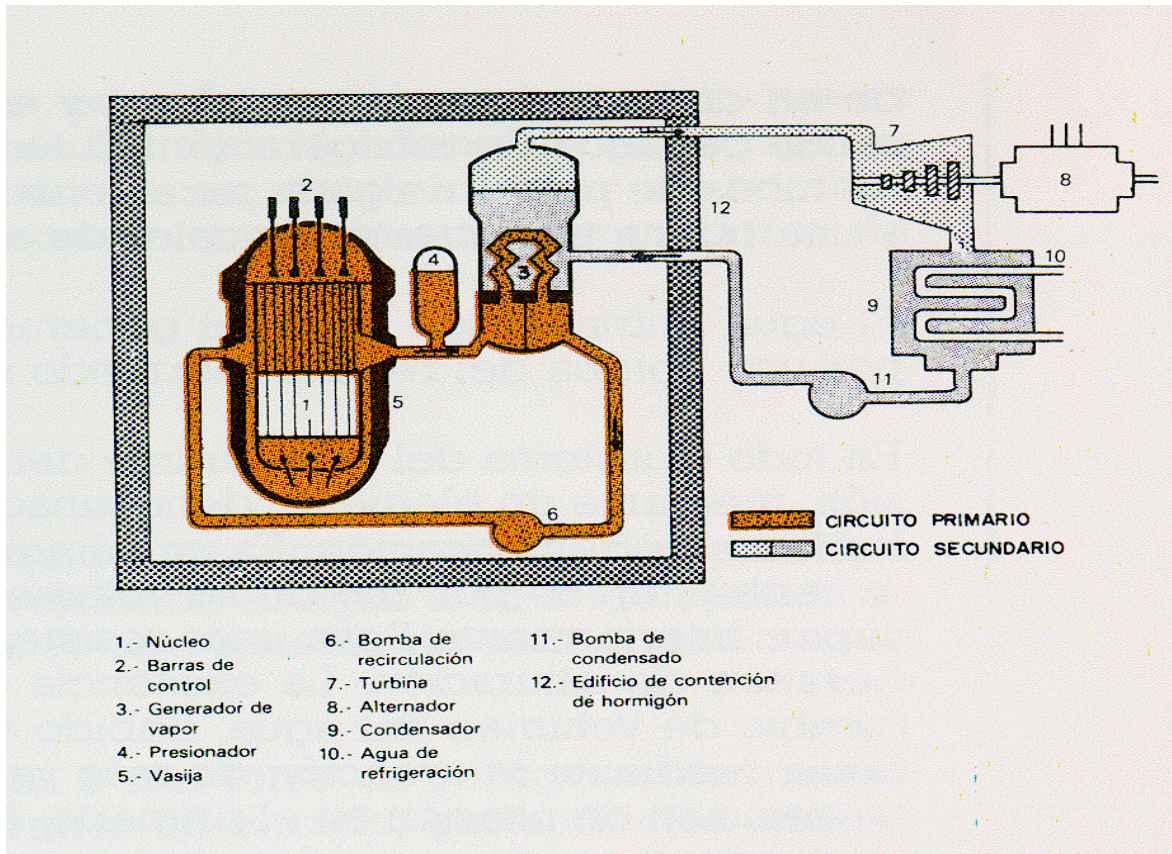 2
12
7
8
4
3
10
9
1
5
11
6
CIRCUITO PRIMARIO
CIRCUITO SECUNDARIO
1.- Núcleo
2.- Barras de
control
3.- Generador de
vapor
4.- Presionador
5.- Vasija
6.- Bomba de
recirculación
7.- Turbina
8.- Alternador
9.- Condensador
10.- Agua de
refrigeración
11.- Bomba de
condensado
12.- Edificio de contención
de hormigón